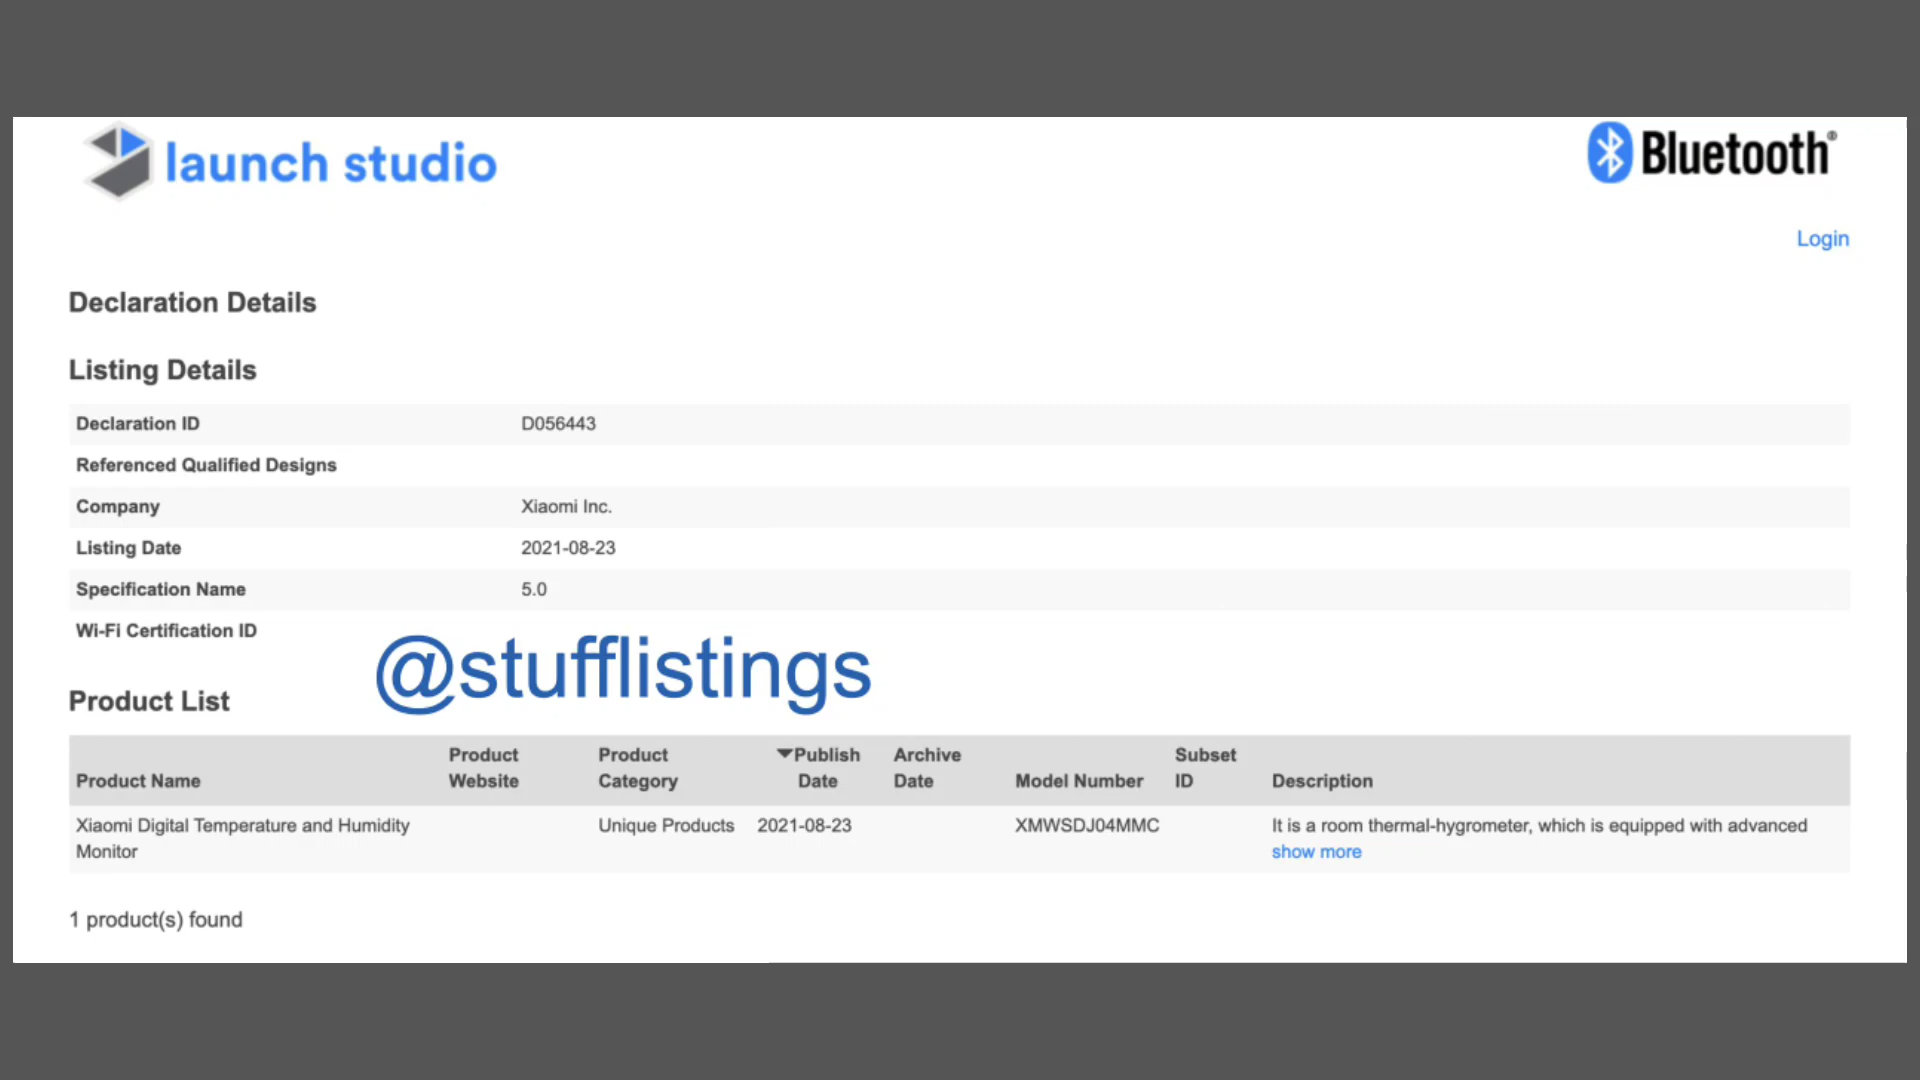 launch studio
Bluetooth®
Login
Declaration Details
Listing Details
Declaration ID D056443
Referenced Qualified Designs
Company Xiaomi Inc.
Listing Date 2021-08-23
Specification Name 5.0
Wi-Fi Certification ID
@stufflistings
Product List
Product Name Product Website Product Category Publish Date Archive Date Model Number Subset ID Description
Xiaomi Digital Temperature and Humidity Unique Products 2021-08-23 XMWSDJ04MMC It is a room thermal-hygrometer, which is equipped with advanced
Monitor show more
1 product(s) found